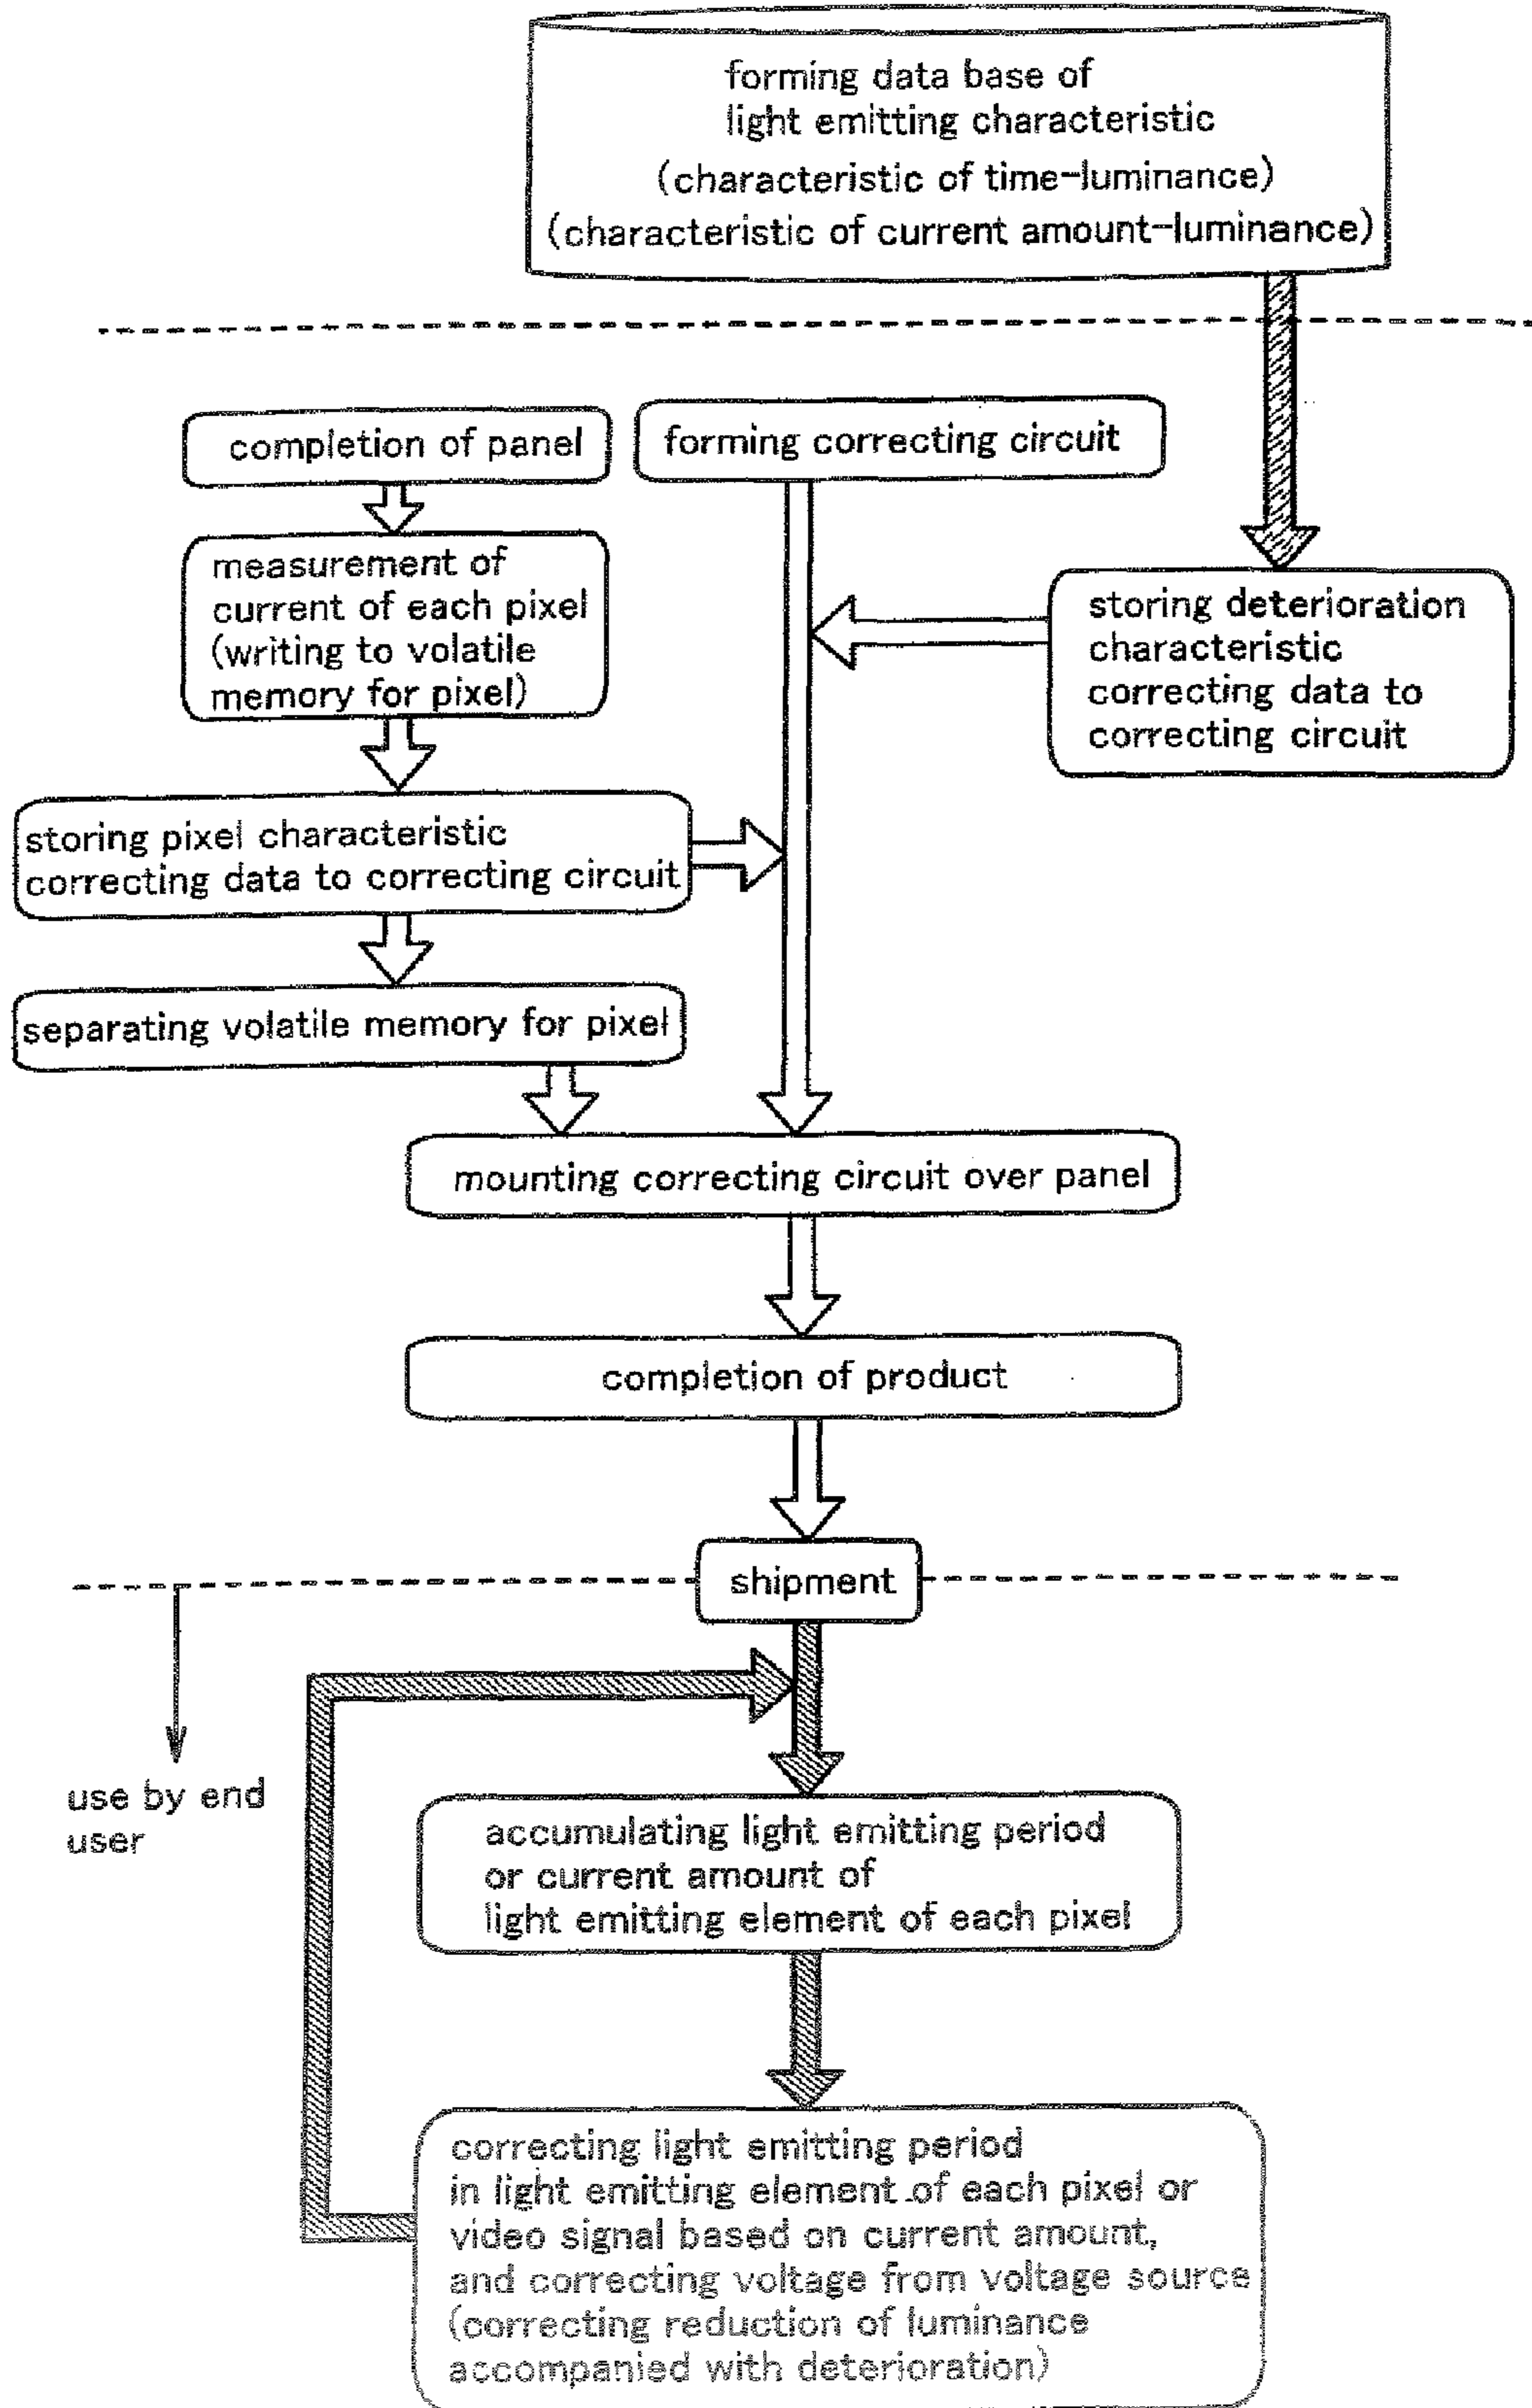 forming data base of
light emitting characteristic
(characteristic of time-luminance)
(characteristic of current amount-luminance)
completion of panel
forming correcting circuit
measurement of
current of each pixel
(writing to volatile
memory for pixel)
storing deterioration
characteristic
correcting data to
correcting circuit
storing pixel characteristic
correcting data to correcting circuit
separating volatile memory for pixel
mounting correcting circuit over panel
completion of product
shipment
use by end
user
accumulating light emitting period
or current amount of
light emitting element of each pixel
correcting light emitting period
in light emitting element of each pixel or
video signal based on current amount,
and correcting voltage from voltage source
(correcting reduction of luminance
accompanied with deterioration)